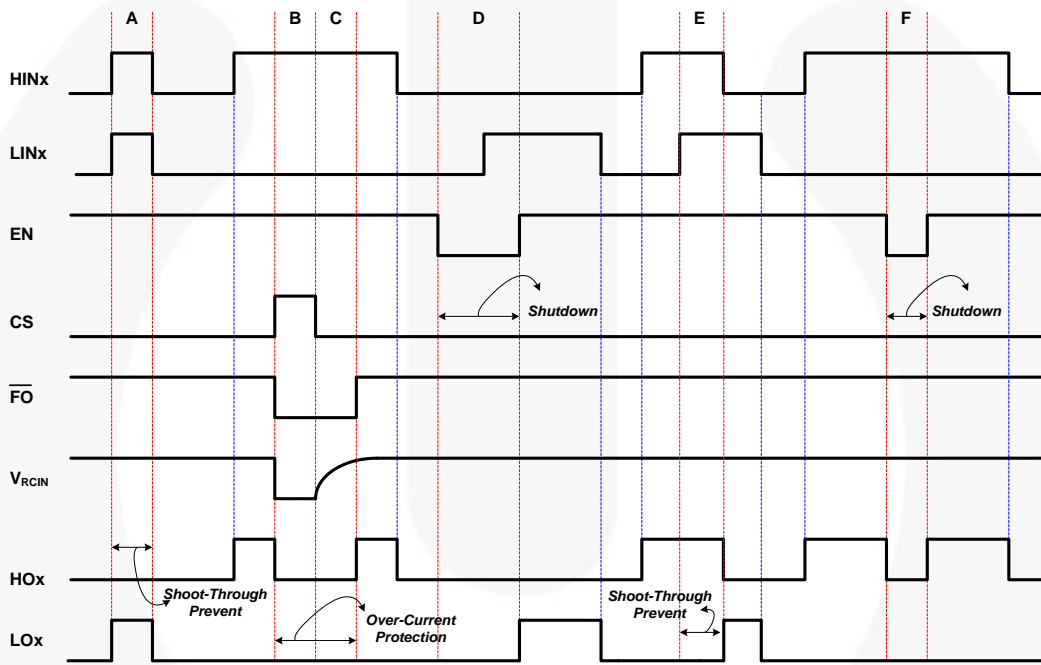 A B C D E F
HINx
LINx
EN
Shutdown Shutdown
CS
FO
VRCIN
HOx
Shoot-Through
Prevent
Shoot-Through
Prevent
Over-Current
Protection
LOx